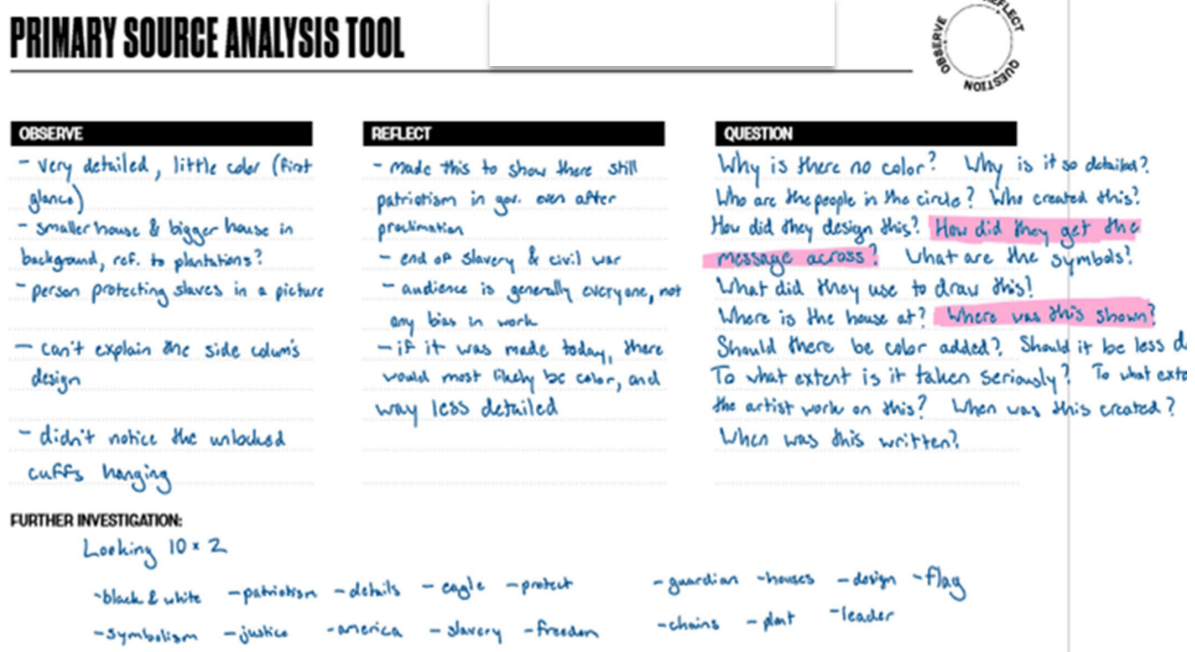 PRIMARY SOURCE ANALYSIS TOOL
REFLECT
QUESTION
OBSERVE
OBSERVE
- very detailed, little color (first
glance)
- smaller house & bigger house in
background, ref. to plantations?
- person protecting slaves in a picture
- can't explain the side colums
design
- didn't notice the unlocked
cuffs hanging
REFLECT
- made this to show there still
patriotism in gov. even after
proclimation
- end of slavery & civil war
- audience is generally everyone, not
any bias in work
- if it was made today, there
would most likely be color, and
way less detailed
QUESTION
Why is there no color? Why is it so detailed?
Who are the people in the circle? Who created this?
How did they design this? How did they get the
message across? What are the symbols?
What did they use to draw this?
Where is the house at? Where was this shown?
Should there be color added? Should it be less
To what extent is it taken seriously? To what
the artist work on this? When was this created?
When was this written?
FURTHER INVESTIGATION:
Looking 10 x 2
- black & white - patriotism - details - eagle - protect - guardian - houses - design - flag
- symbolism - justice - america - slavery - freedom - chains - plant - leader